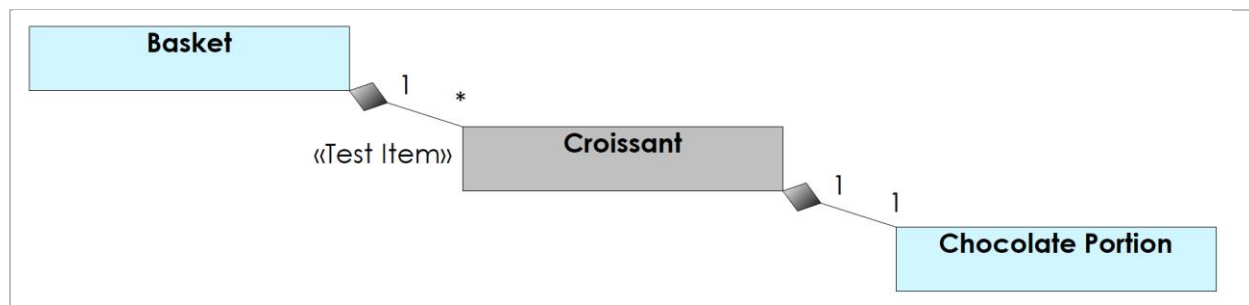 Basket
1
*
«Test Item»
Croissant
1
1
Chocolate Portion